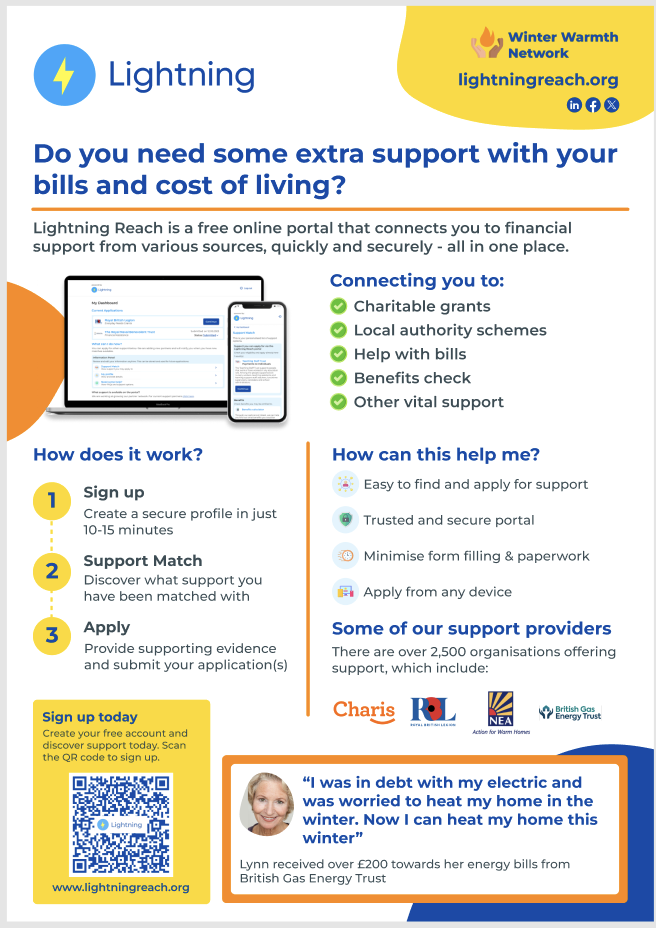 Lightning
Winter Warmth
Network
lightningreach.org
Do you need some extra support with your
bills and cost of living?
Lightning Reach is a free online portal that connects you to financial
support from various sources, quickly and securely - all in one place.
Lightning
My Dashboard
Lightning
Connecting you to:
Charitable grants
Local authority schemes
Help with bills
Benefits check
Other vital support
How does it work?
1
Sign up
Create a secure profile in just
10-15 minutes
2
Support Match
Discover what support you
have been matched with
3
Apply
Provide supporting evidence
and submit your application(s)
How can this help me?
Easy to find and apply for support
Trusted and secure portal
Minimise form filling & paperwork
Apply from any device
Some of our support providers
There are over 2,500 organisations offering
support, which include:
Charis
RBL
ROYAL BRITISH LEGION
NEA
Action for Warm Homes
British Gas
Energy Trust
Sign up today
Create your free account and
discover support today. Scan
the QR code to sign up.
Lightning
www.lightningreach.org
“I was in debt with my electric and
was worried to heat my home in the
winter. Now I can heat my home this
winter”
Lynn received over £200 towards her energy bills from
British Gas Energy Trust